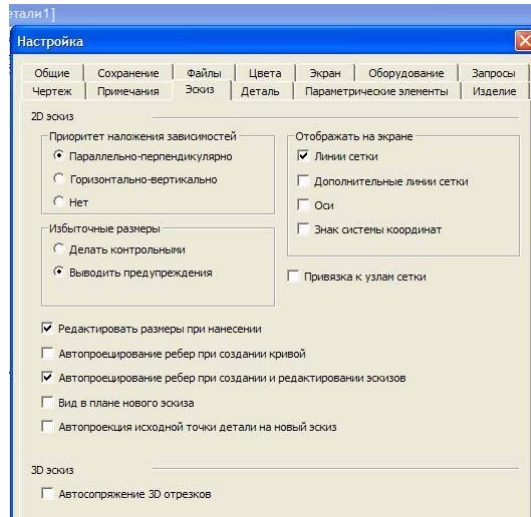 етали1]
Настройка
Общие Сохранение Файлы Цвета Экран Оборудование Запросы
Чертеж Примечания Эскиз Деталь Параметрические элементы Изделие
2D эскиз
Приоритет наложения зависимостей
Параллельно-перпендикулярно
Горизонтально-вертикально
Нет
Отображать на экране
Линии сетки
Дополнительные линии сетки
Оси
Знак системы координат
Избыточные размеры
Делать контрольными
Выводить предупреждения
Привязка к узлам сетки
Редактировать размеры при нанесении
Автопроецирование ребер при создании кривой
Автопроецирование ребер при создании и редактировании эскизов
Вид в плане нового эскиза
Автопроекция исходной точки детали на новый эскиз
3D эскиз
Автосопряжение 3D отрезков